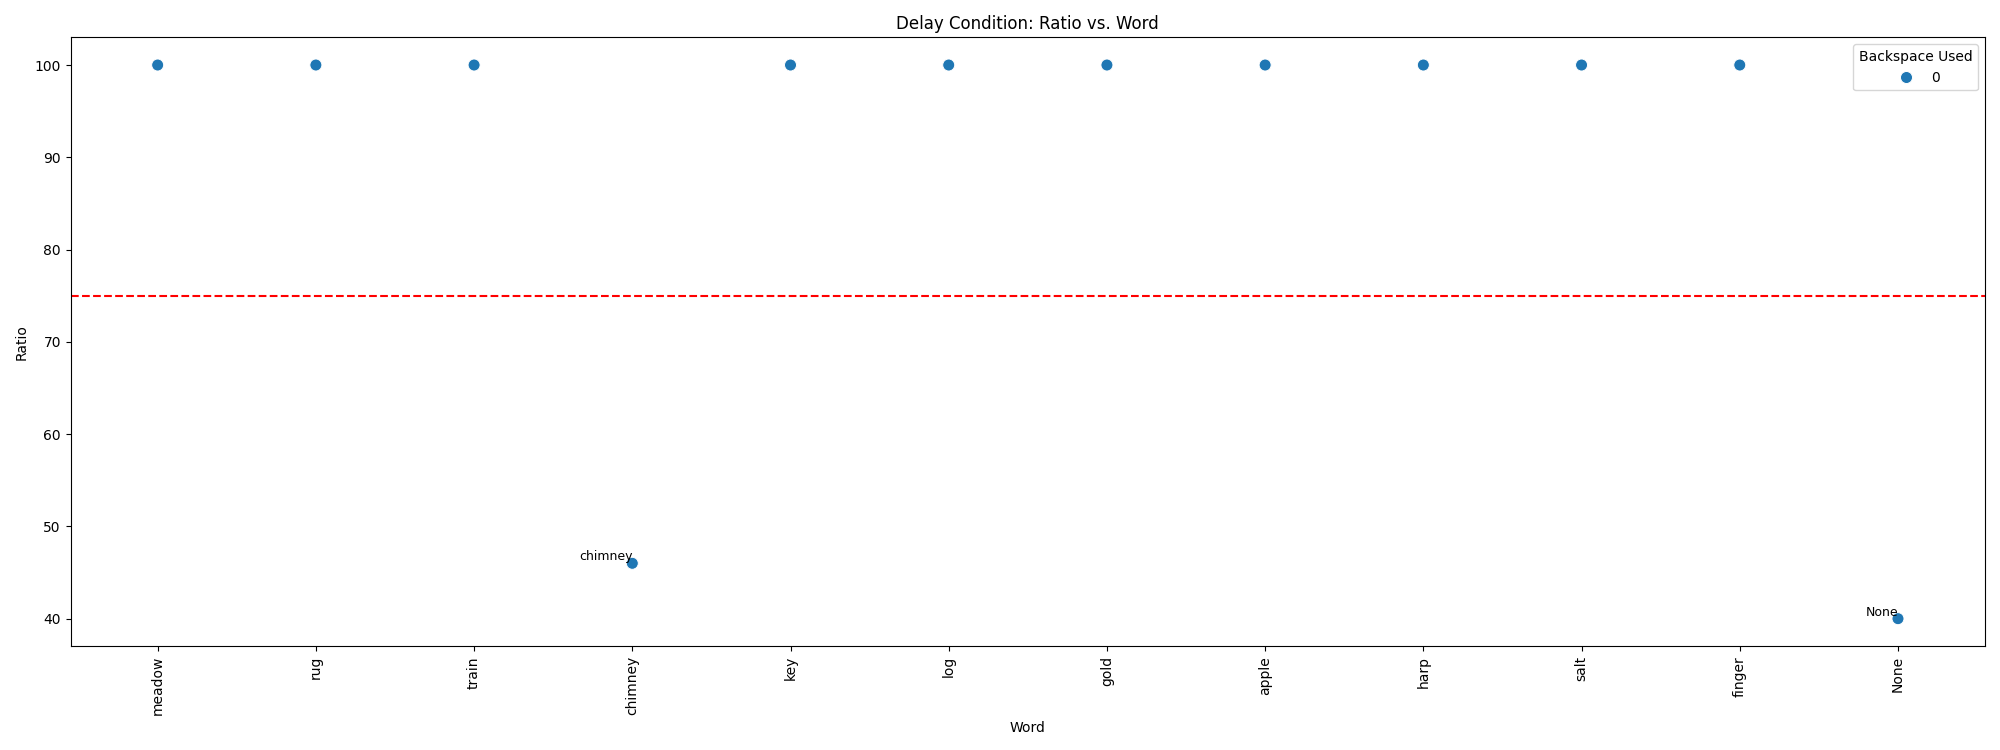 Delay Condition: Ratio vs. Word
Backspace Used
0
100
90
80
70
60
50
40
Ratio
chimney
None
meadow
rug
train
chimney
key
log
gold
apple
harp
salt
finger
None
Word